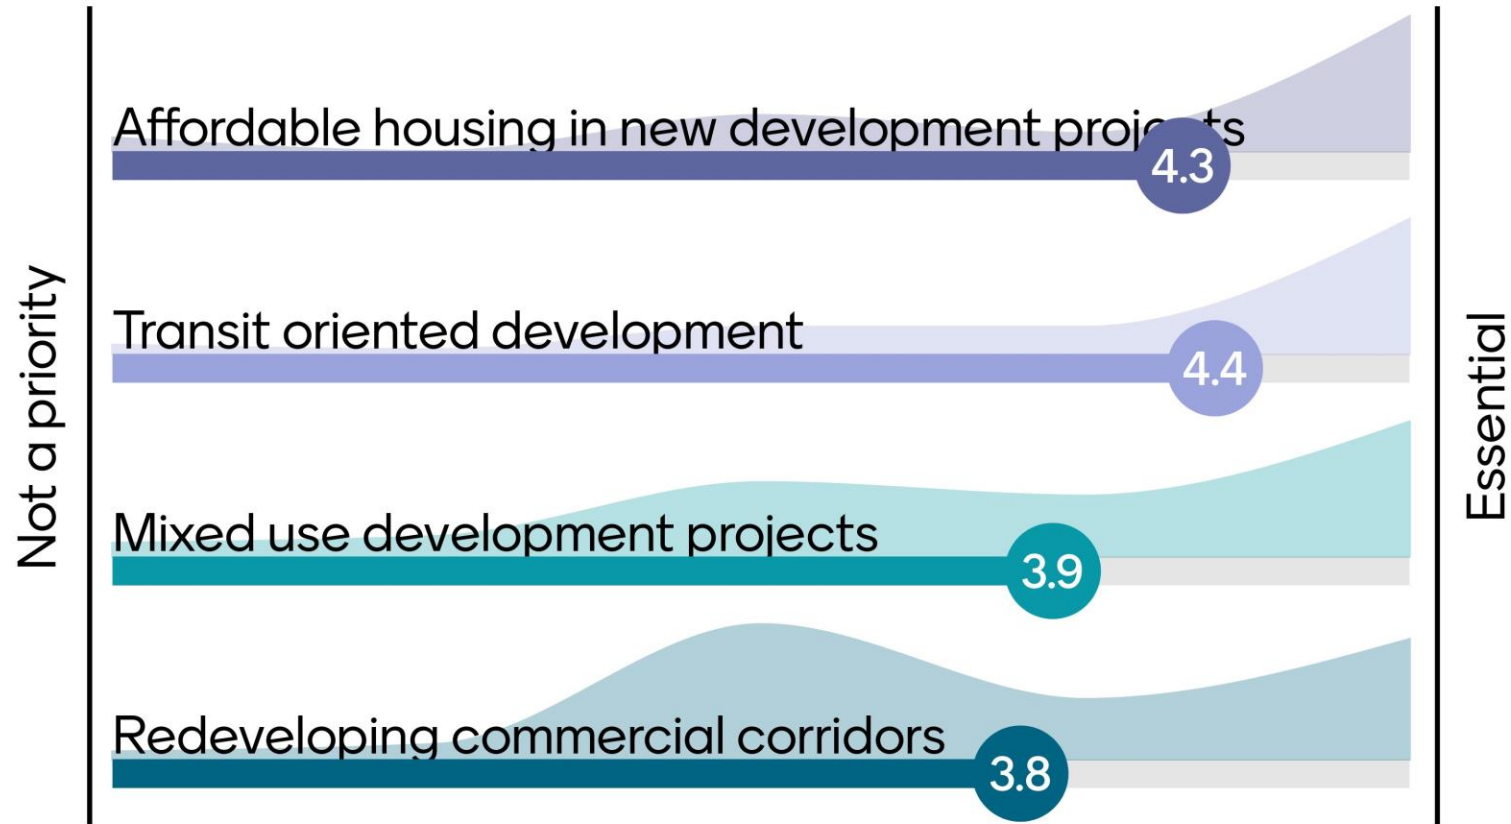 Not a priority
Affordable housing in new development projects
4.3
Transit oriented development
4.4
Mixed use development projects
3.9
Redeveloping commercial corridors
3.8
Essential